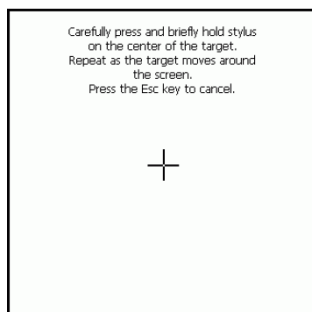 Carefully press and briefly hold stylus
on the center of the target.
Repeat as the target moves around
the screen.
Press the Esc key to cancel.